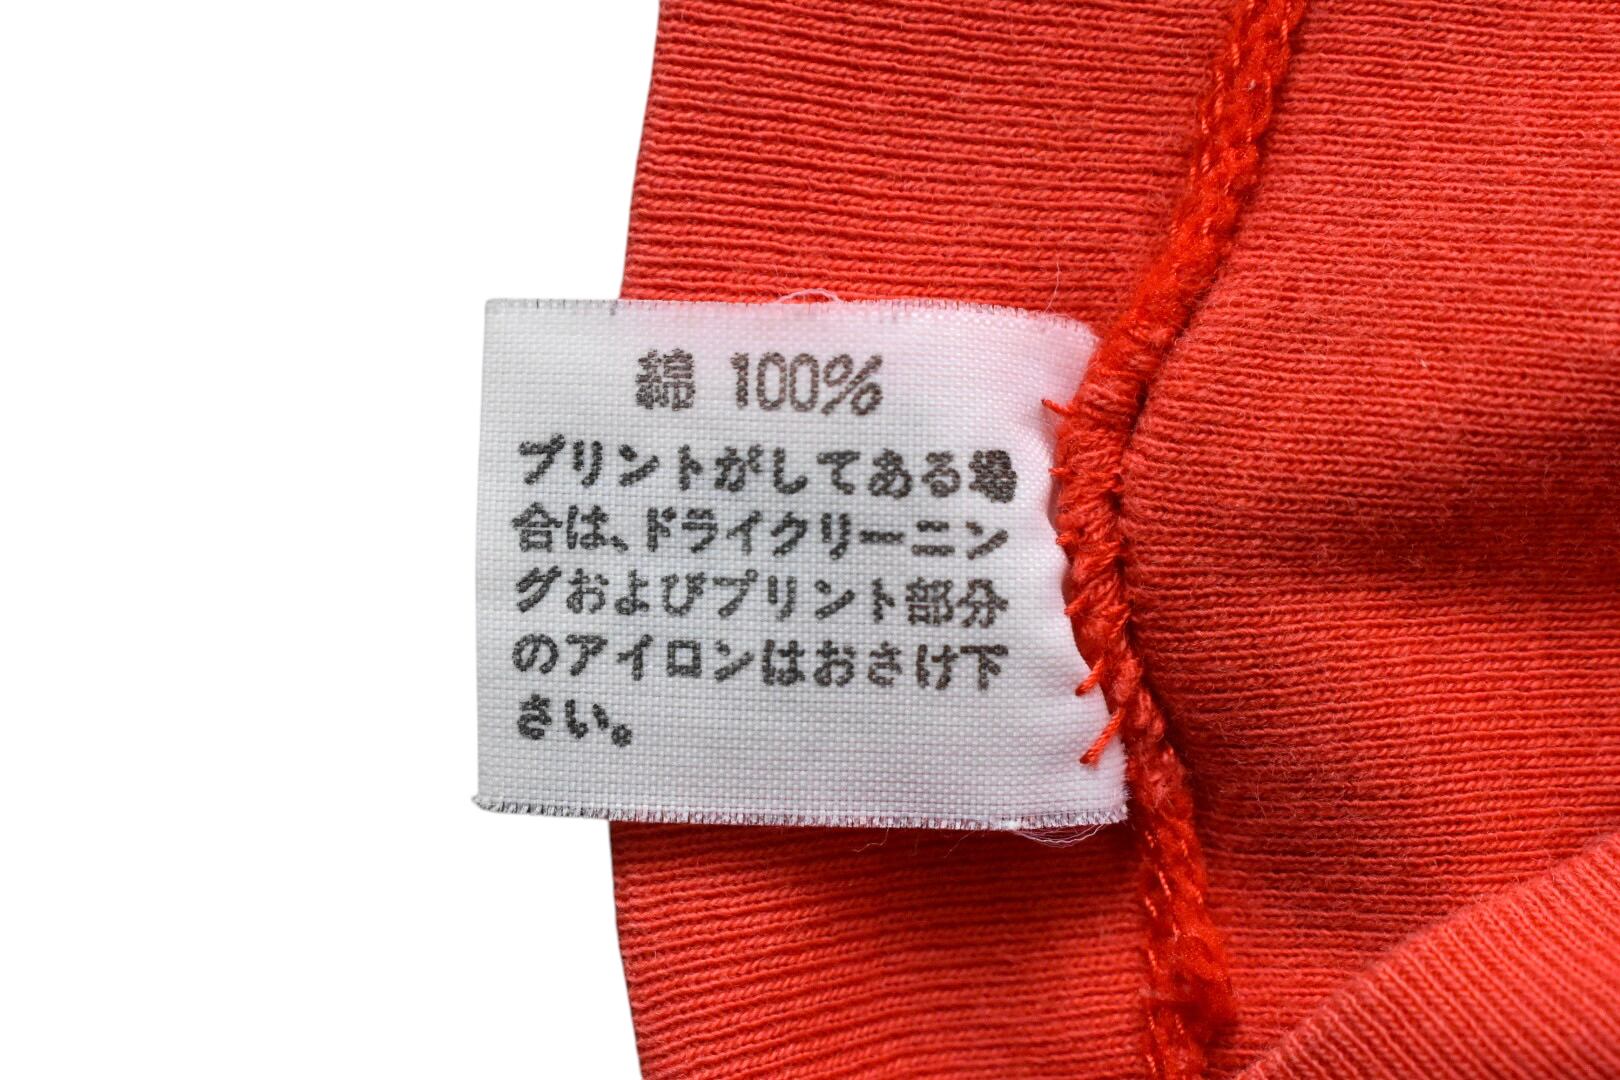 綿 100%
プリントがしてある場
合は、ドライクリーニン
グおよびプリント部分
のアイロンはおさけ下
さい。